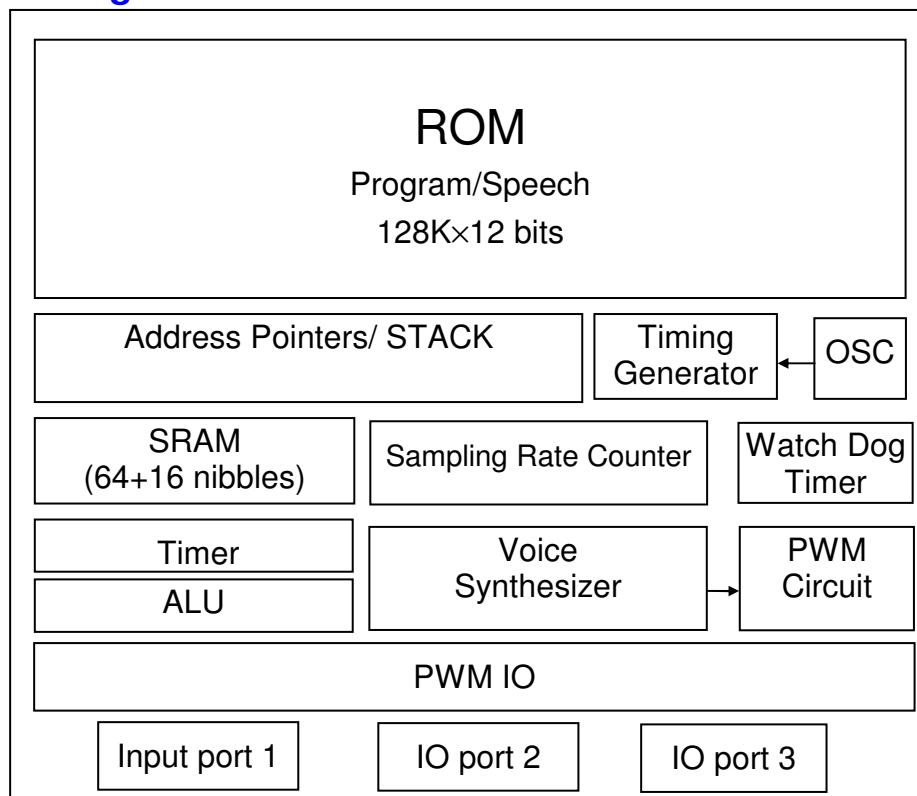 ROM
Program/Speech
128K×12 bits
Address Pointers/ STACK
Timing
Generator
OSC
SRAM
(64+16 nibbles)
Sampling Rate Counter
Watch Dog
Timer
Timer
Voice
Synthesizer
PWM
Circuit
ALU
PWM IO
Input port 1
IO port 2
IO port 3